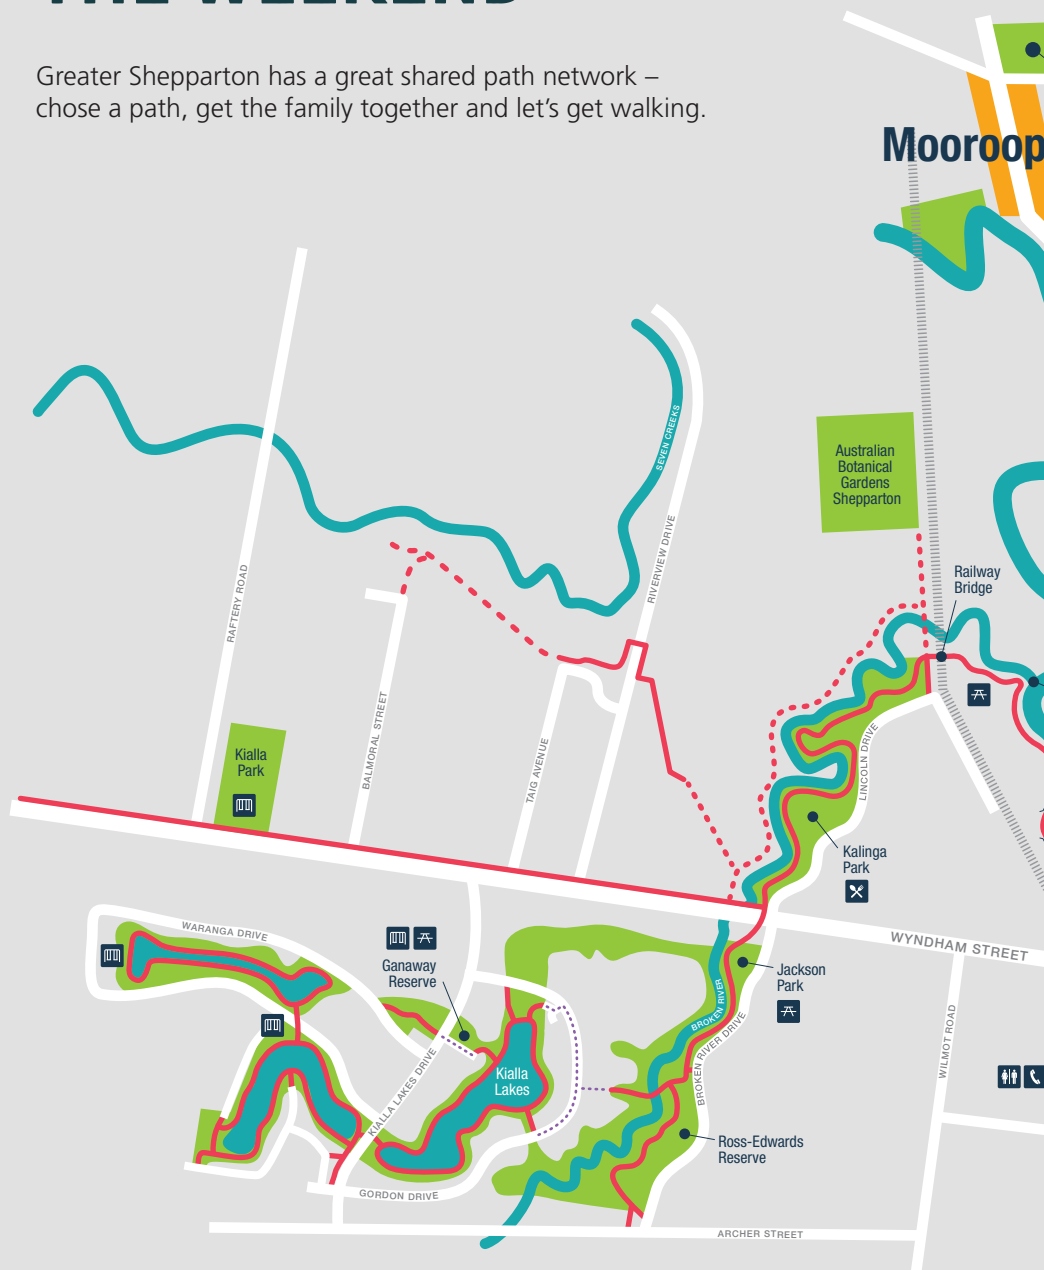 Greater Shepparton has a great shared path network –
chose a path, get the family together and let's get walking.
Mooroop
SEVEN CREEKS
Australian
Botanical
Gardens
Shepparton
RIVERVIEW DRIVE
Railway
Bridge
RAFTERY ROAD
BALMORAL STREET
TAIG AVENUE
LINCOLN DRIVE
Kialla
Park
Kalinga
Park
WYNDHAM STREET
WARANGA DRIVE
Ganaway
Reserve
Jackson
Park
BROKEN RIVER
BROKEN RIVER DRIVE
WILMOT ROAD
KIALLA LAKES DRIVE
Kialla
Lakes
Ross-Edwards
Reserve
GORDON DRIVE
ARCHER STREET